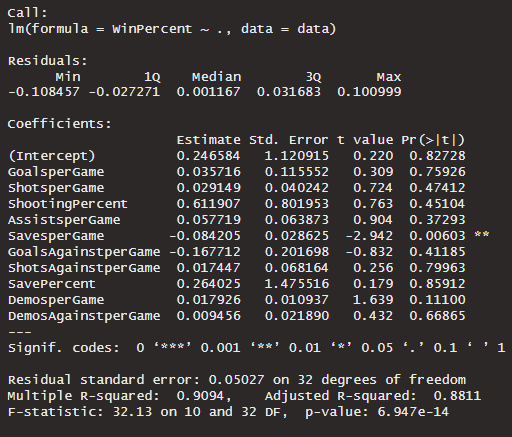 Call:
lm(formula = WinPercent ~ ., data = data)
Residuals:
Min 1Q Median 3Q Max
-0.108457 -0.027271 0.001167 0.031683 0.100999
Coefficients:
Estimate Std. Error t value Pr(>|t|)
(Intercept) 0.246584 1.120915 0.220 0.82728
GoalsperGame 0.035716 0.115552 0.309 0.75926
ShotsperGame 0.029149 0.040242 0.724 0.47412
ShootingPercent 0.611907 0.801953 0.763 0.45104
AssistsperGame 0.057719 0.063873 0.904 0.37293
SavesperGame -0.084205 0.028625 -2.942 0.00603 **
GoalsAgainstperGame -0.167712 0.201698 -0.832 0.41185
ShotsAgainstperGame 0.017447 0.068164 0.256 0.79963
SavePercent 0.264025 1.475516 0.179 0.85912
DemosperGame 0.017926 0.010937 1.639 0.11100
DemosAgainstperGame 0.009456 0.021890 0.432 0.66865
---
Signif. codes: 0 ‘***’ 0.001 ‘**’ 0.01 ‘*’ 0.05 ‘.’ 0.1 ‘ ’ 1
Residual standard error: 0.05027 on 32 degrees of freedom
Multiple R-squared: 0.9094, Adjusted R-squared: 0.8811
F-statistic: 32.13 on 10 and 32 DF, p-value: 6.947e-14